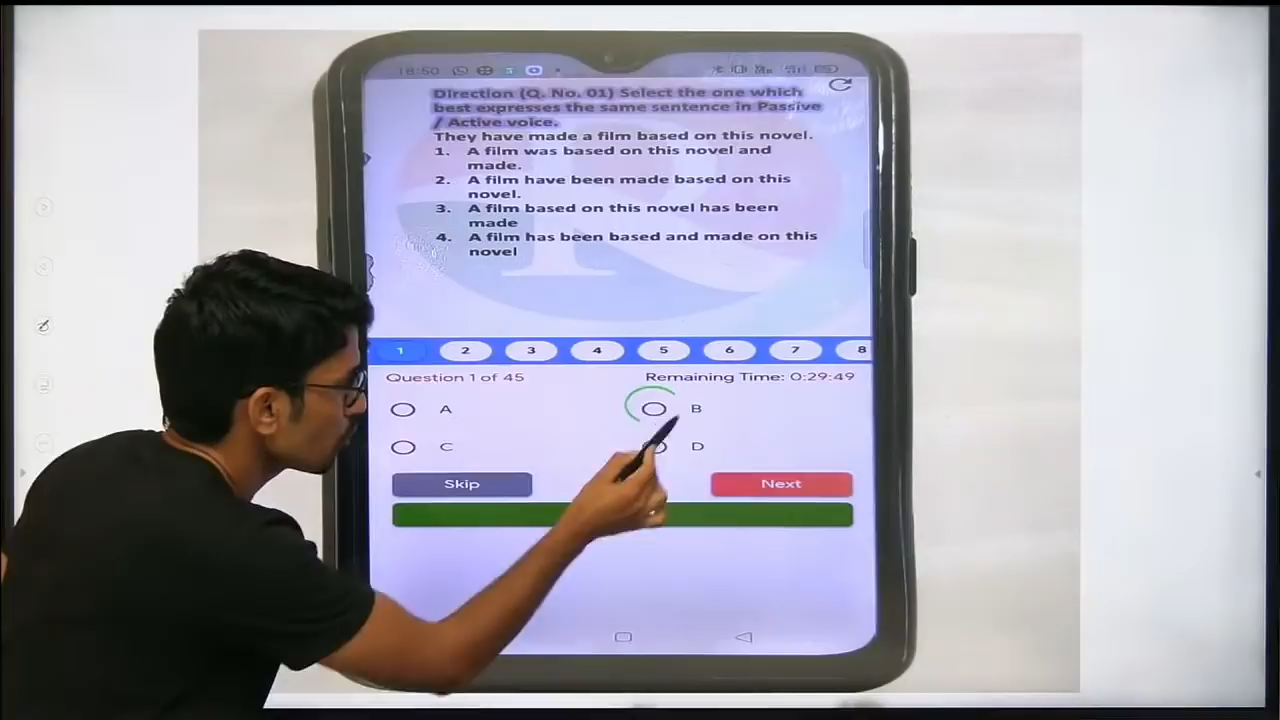 18:50
Direction (Q. No. 01) Select the one which
best expresses the same sentence in Passive
/ Active voice.
They have made a film based on this novel.
1. A film was based on this novel and
made.
2. A film have been made based on this
novel.
3. A film based on this novel has been
made
4. A film has been based and made on this
novel
1 2 3 4 5 6 7 8
Question 1 of 45 Remaining Time: 0:29:49
A B
C D
Skip Next